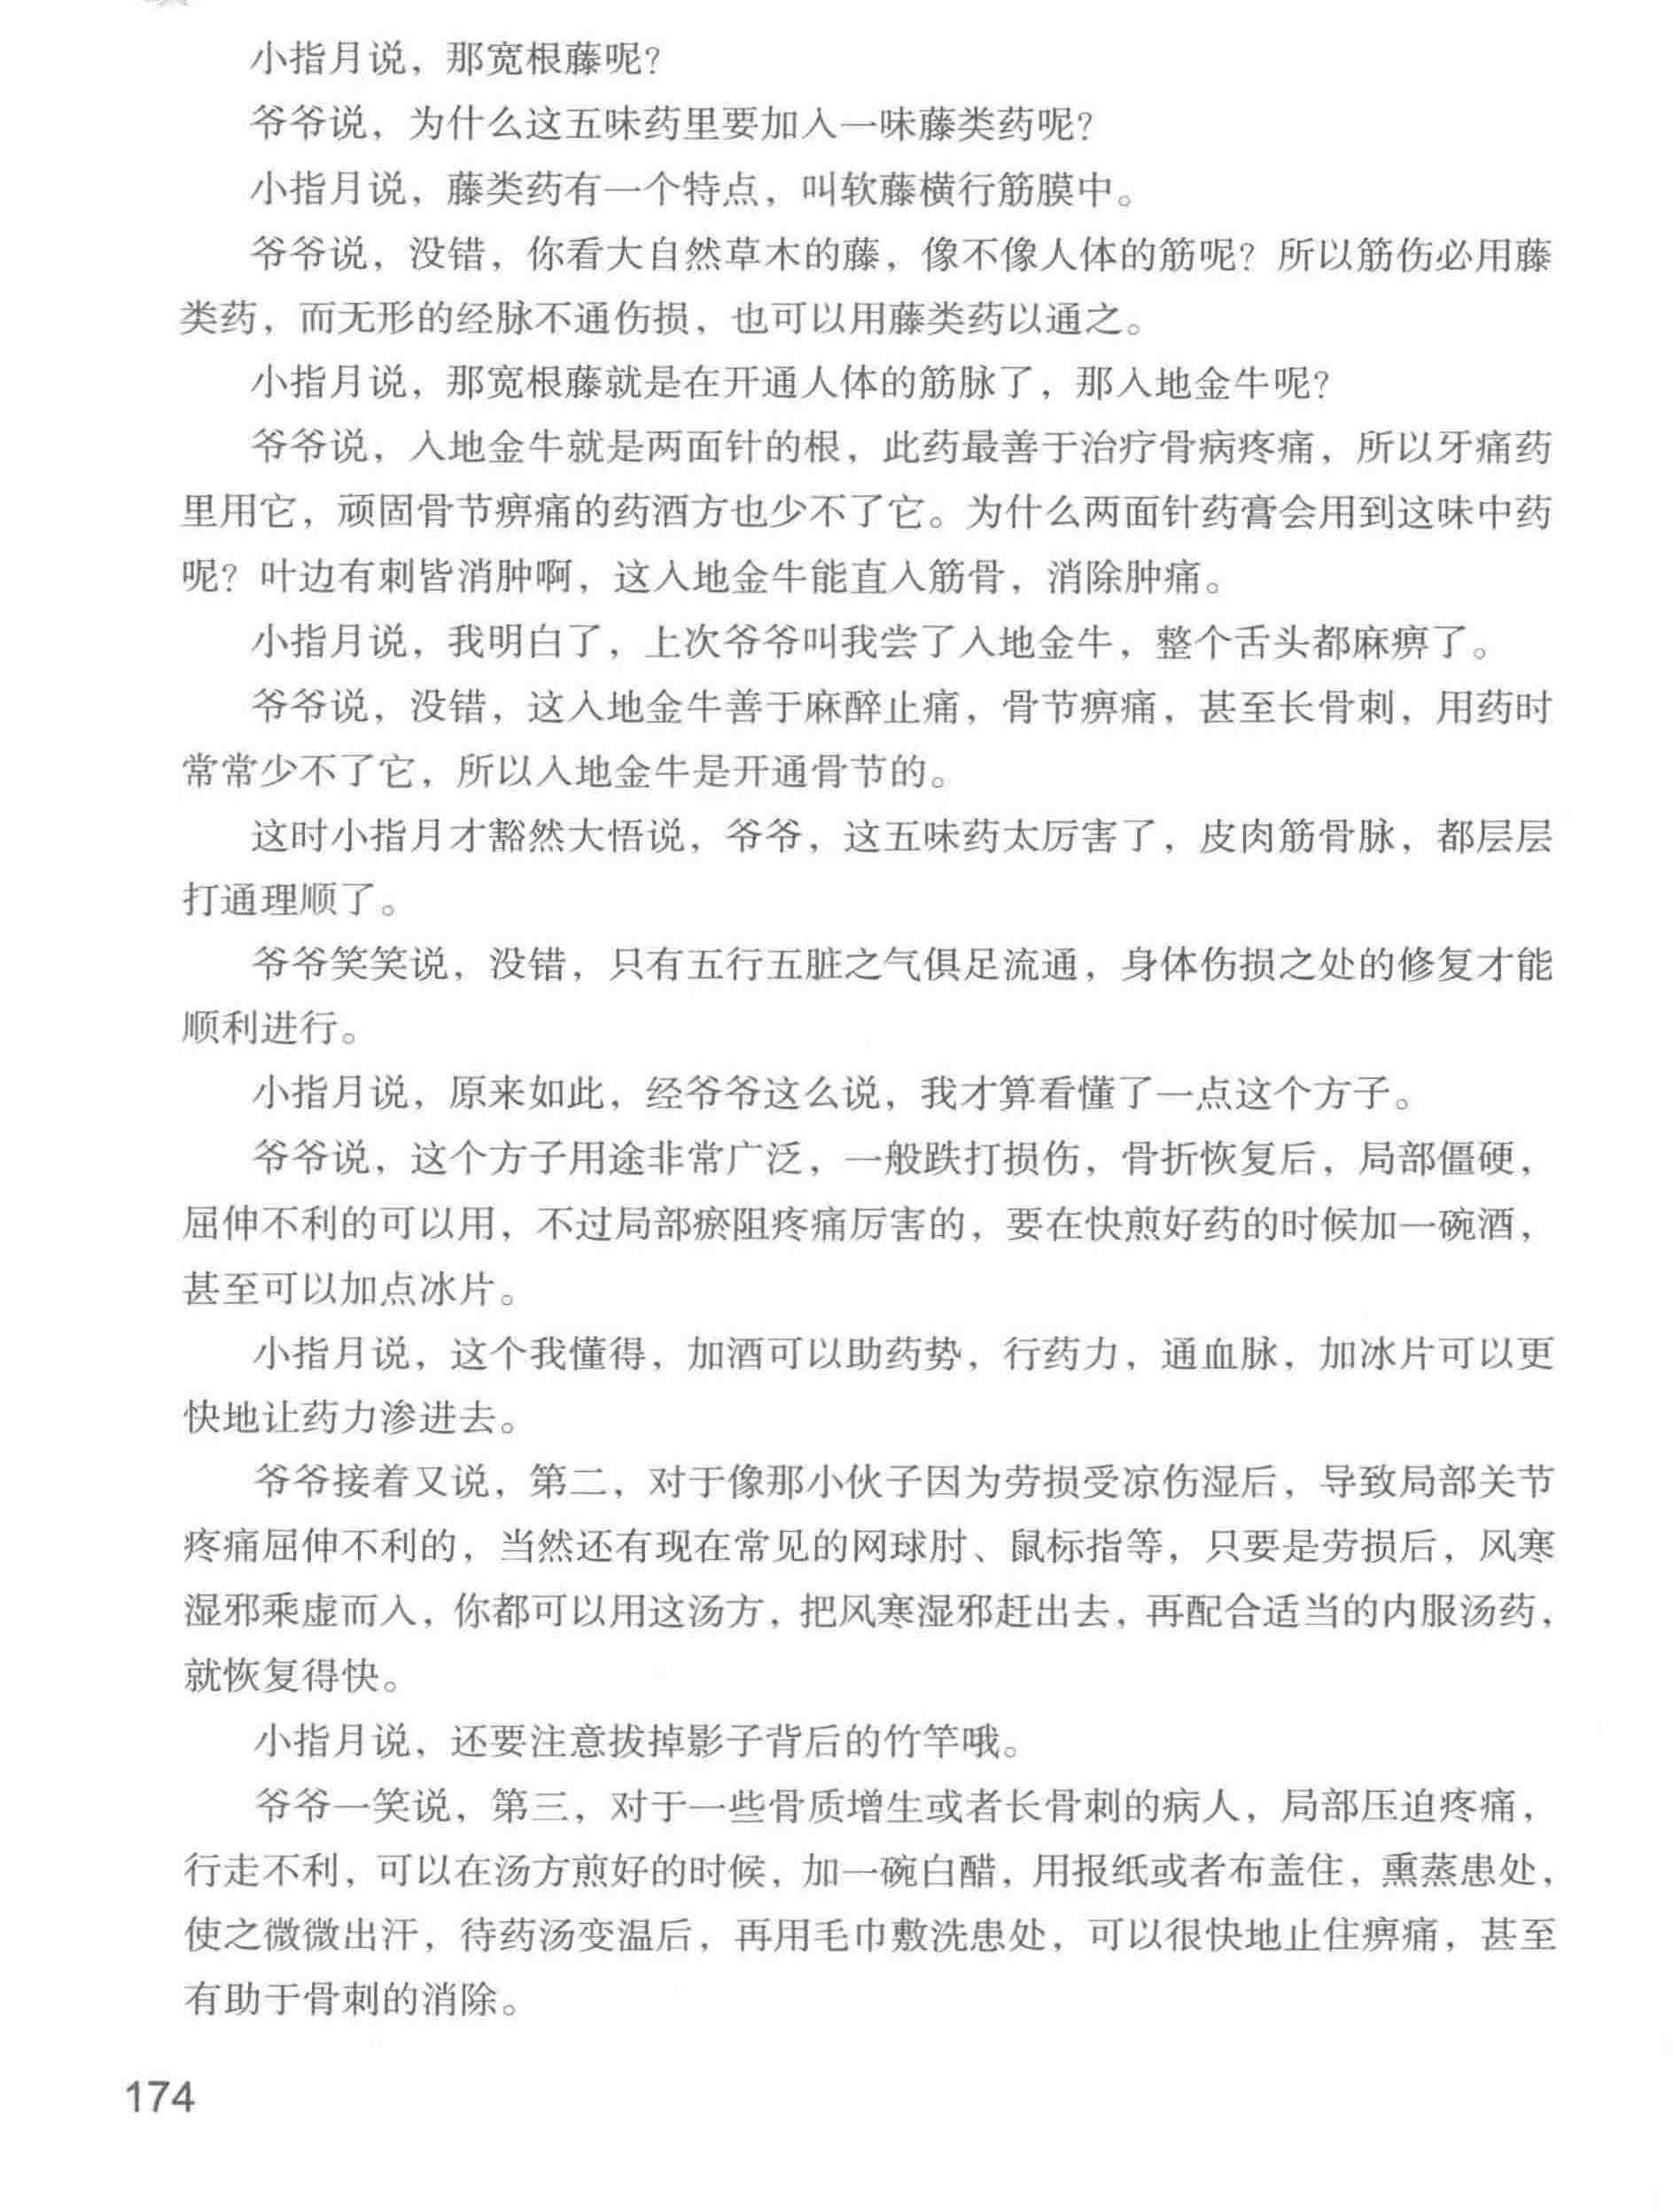 小指月说，那宽根藤呢？
爷爷说，为什么这五味药里要加入一味藤类药呢？
小指月说，藤类药有一个特点，叫软藤横行筋膜中。
爷爷说，没错，你看大自然草木的藤，像不像人体的筋呢？所以筋伤必用藤
类药，而无形的经脉不通伤损，也可以用藤类药以通之。
小指月说，那宽根藤就是在开通人体的筋脉了，那入地金牛呢？
爷爷说，入地金牛就是两面针的根，此药最善于治疗骨病疼痛，所以牙痛药
里用它，顽固骨节痹痛的药酒方也少不了它。为什么两面针药膏会用到这味中药
呢？叶边有刺皆消肿啊，这入地金牛能直入筋骨，消除肿痛。
小指月说，我明白了，上次爷爷叫我尝了入地金牛，整个舌头都麻痹了。
爷爷说，没错，这入地金牛善于麻醉止痛，骨节痹痛，甚至长骨刺，用药时
常常少不了它，所以入地金牛是开通骨节的。
这时小指月才豁然大悟说，爷爷，这五味药太厉害了，皮肉筋骨脉，都层层
打通理顺了。
爷爷笑笑说，没错，只有五行五脏之气俱足流通，身体伤损之处的修复才能
顺利进行。
小指月说，原来如此，经爷爷这么说，我才算看懂了一点这个方子。
爷爷说，这个方子用途非常广泛，一般跌打损伤，骨折恢复后，局部僵硬，
屈伸不利的可以用，不过局部瘀阻疼痛厉害的，要在快煎好药的时候加一碗酒，
甚至可以加点冰片。
小指月说，这个我懂得，加酒可以助药势，行药力，通血脉，加冰片可以更
快地让药力渗进去。
爷爷接着又说，第二，对于像那小伙子因为劳损受凉伤湿后，导致局部关节
疼痛屈伸不利的，当然还有现在常见的网球肘、鼠标指等，只要是劳损后，风寒
湿邪乘虚而入，你都可以用这汤方，把风寒湿邪赶出去，再配合适当的内服汤药，
就恢复得快。
小指月说，还要注意拔掉影子背后的竹竿哦。
爷爷一笑说，第三，对于一些骨质增生或者长骨刺的病人，局部压迫疼痛，
行走不利，可以在汤方煎好的时候，加一碗白醋，用报纸或者布盖住，熏蒸患处，
使之微微出汗，待药汤变温后，再用毛巾敷洗患处，可以很快地止住痹痛，甚至
有助于骨刺的消除。
174